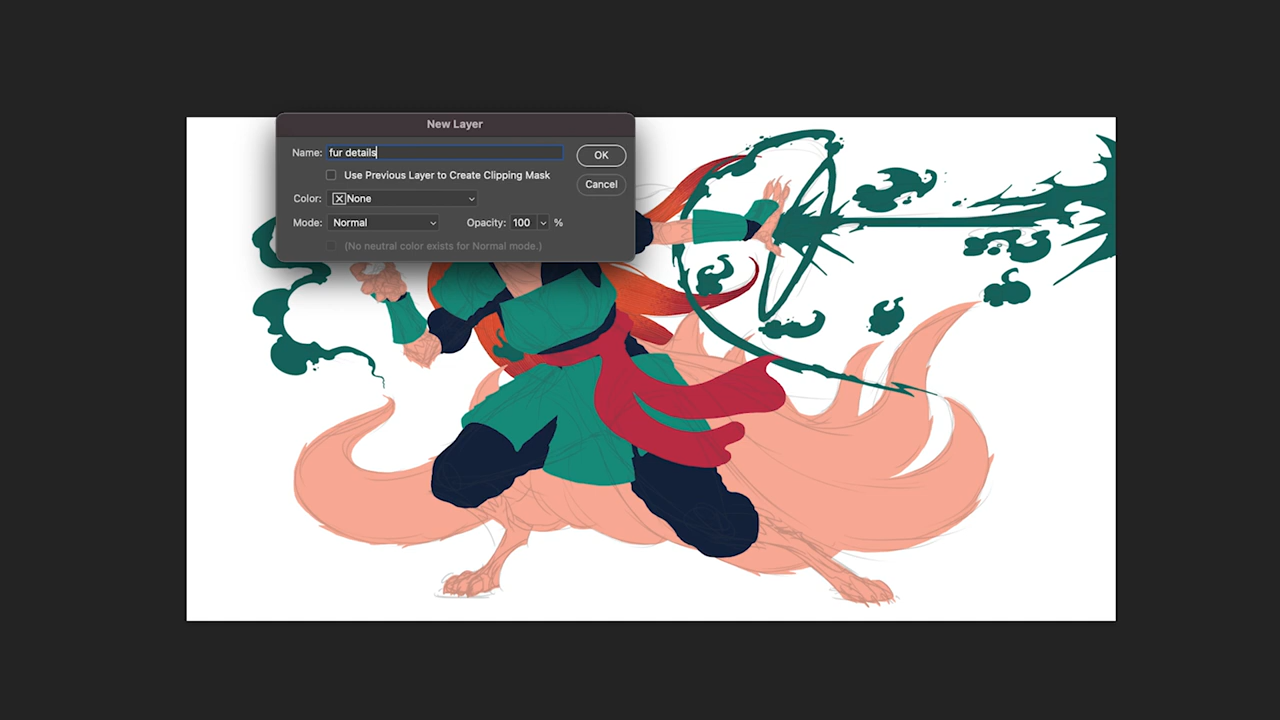 New Layer
Name: fur details
OK
Use Previous Layer to Create Clipping Mask
Cancel
Color: None
Mode: Normal Opacity: 100 %
(No neutral color exists for Normal mode.)